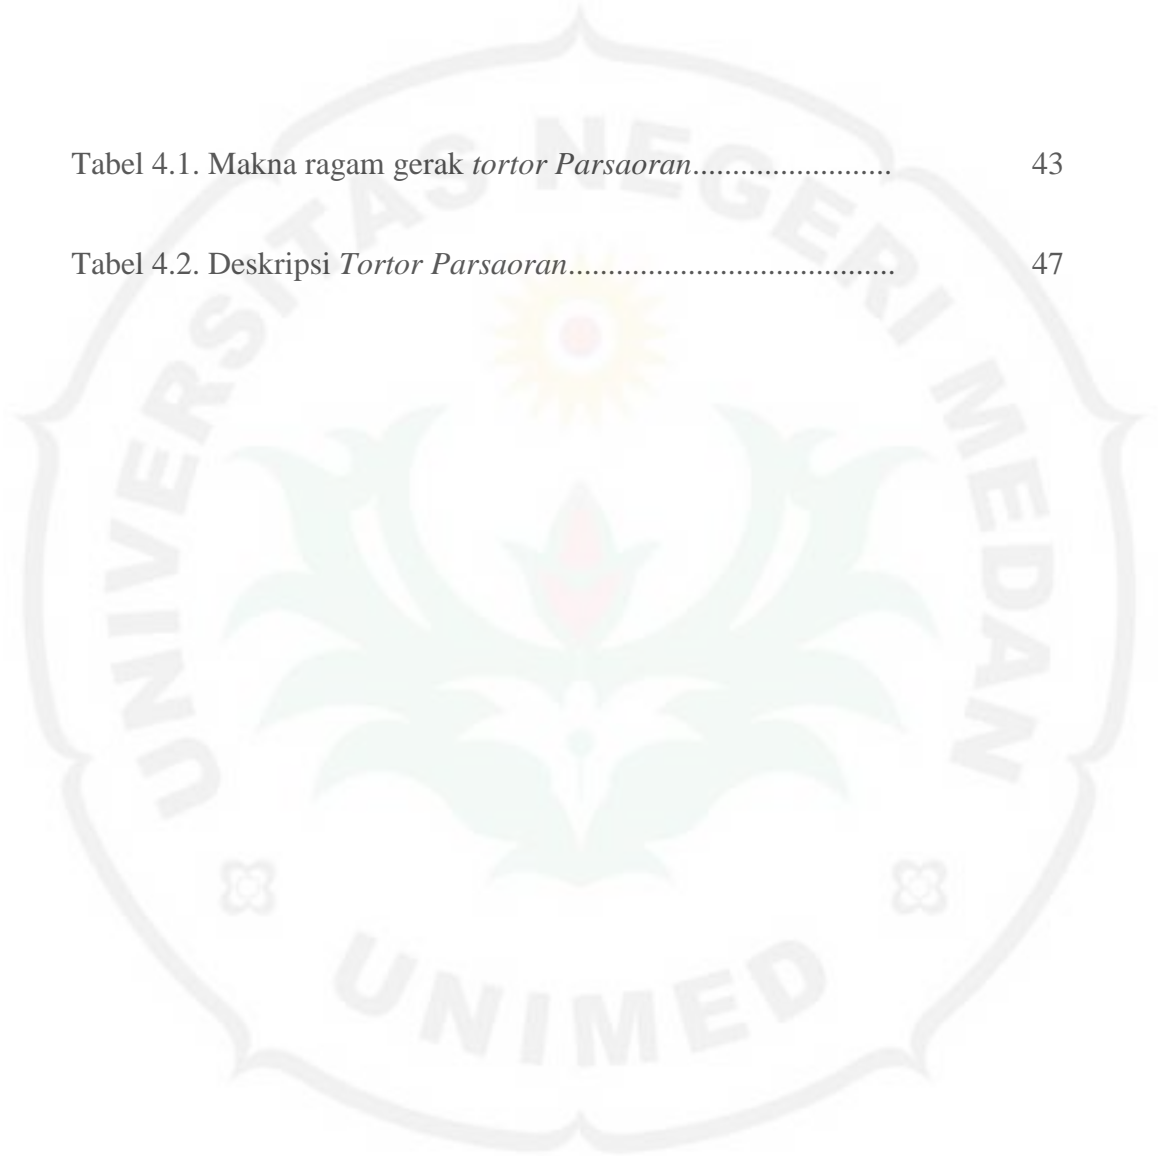 Tabel 4.1. Makna ragam gerak tortor Parsaoran......................... 43
Tabel 4.2. Deskripsi Tortor Parsaoran......................................... 47
UNIVERSITAS NEGERI MEDAN
UNIMED